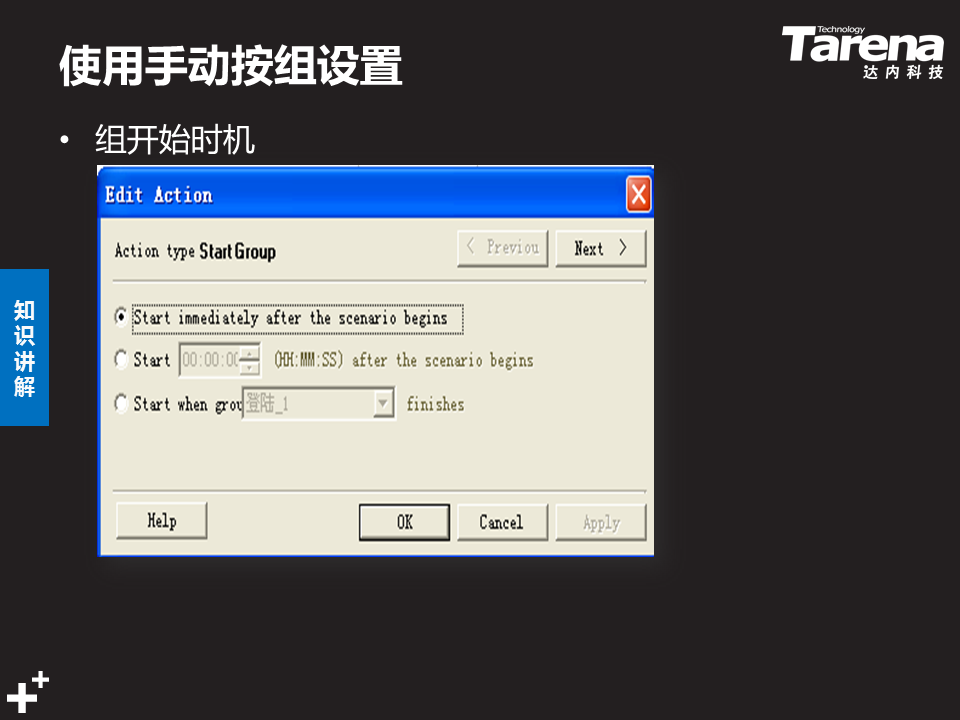 使用手动按组设置
Technology
Tarena
达内科技
• 组开始时机
Edit Action
Action type Start Group
< Previou
Next >
Start immediately after the scenario begins
Start 00:00:00 (HH:MM:SS) after the scenario begins
Start when grou 登陆_1 finishes
Help
OK
Cancel
Apply
知识讲解